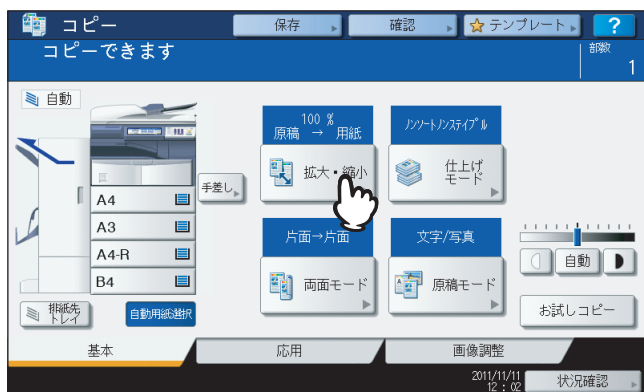 コピー
保存
確認
テンプレート
?
コピーできます
部数
1
自動
100 %
原稿 → 用紙
ノンソートノンステイプル
拡大・縮小
仕上げ
モード
手差し
A4
A3
A4-R
B4
片面→片面
文字/写真
両面モード
原稿モード
自動
排紙先
トレイ
自動用紙選択
お試しコピー
基本
応用
画像調整
2011/11/11
12 : 02
状況確認